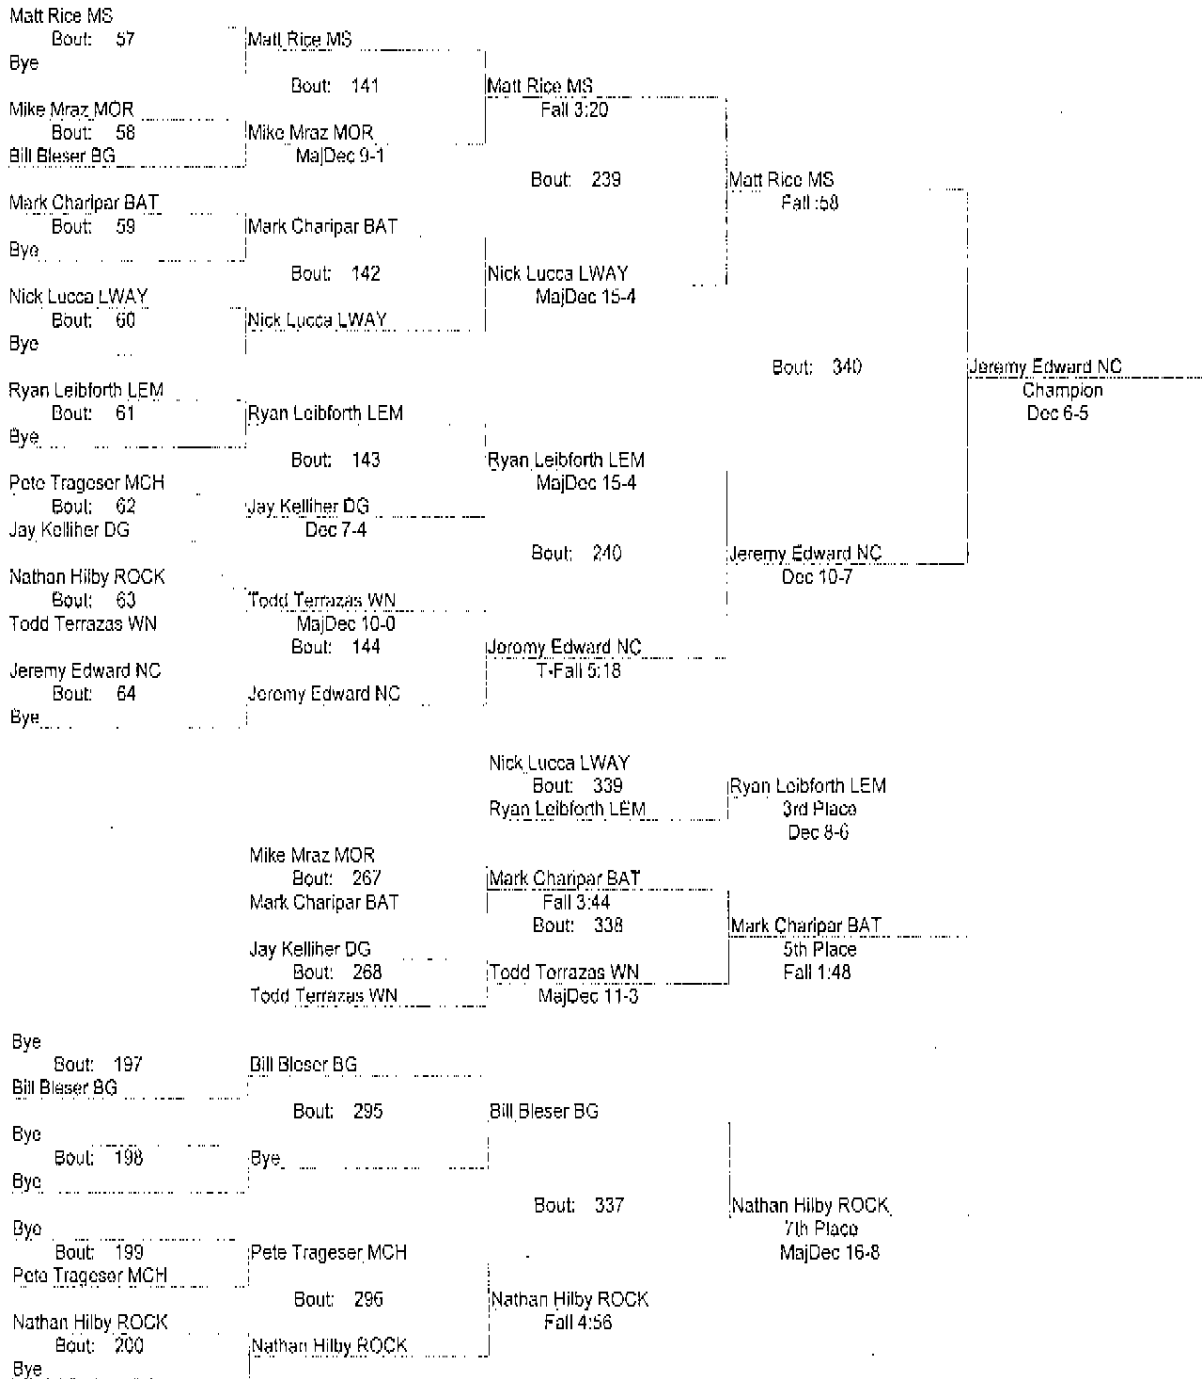 Matt Rice MS
Bout: 57
Matt Rice MS
Bye
Bout: 141
Matt Rice MS
Fall 3:20
Mike Mraz MOR
Bout: 58
Mike Mraz MOR
MajDec 9-1
Bill Bleser BG
Bout: 239
Matt Rice MS
Fall :58
Mark Charipar BAT
Bout: 59
Mark Charipar BAT
Bye
Bout: 142
Nick Lucca LWAY
MajDec 15-4
Nick Lucca LWAY
Bout: 60
Nick Lucca LWAY
Bye
Bout: 340
Jeremy Edward NC
Champion
Dec 6-5
Ryan Leibforth LEM
Bout: 61
Ryan Leibforth LEM
Bye
Bout: 143
Ryan Leibforth LEM
MajDec 15-4
Pete Trageser MCH
Bout: 62
Jay Kelliher DG
Dec 7-4
Jay Kelliher DG
Bout: 240
Jeremy Edward NC
Dec 10-7
Nathan Hilby ROCK
Bout: 63
Todd Terrazas WN
MajDec 10-0
Todd Terrazas WN
Bout: 144
Jeremy Edward NC
T-Fall 5:18
Jeremy Edward NC
Bout: 64
Jeremy Edward NC
Bye
Nick Lucca LWAY
Bout: 339
Ryan Leibforth LEM
Ryan Leibforth LEM
3rd Place
Dec 8-6
Mike Mraz MOR
Bout: 267
Mark Charipar BAT
Mark Charipar BAT
Fall 3:44
Bout: 338
Mark Charipar BAT
5th Place
Fall 1:48
Jay Kelliher DG
Bout: 268
Todd Terrazas WN
Todd Terrazas WN
MajDec 11-3
Bye
Bout: 197
Bill Bleser BG
Bill Bleser BG
Bout: 295
Bill Bleser BG
Bye
Bout: 198
Bye
Bye
Bout: 337
Nathan Hilby ROCK
7th Place
MajDec 16-8
Bye
Bout: 199
Pete Trageser MCH
Pete Trageser MCH
Bout: 296
Nathan Hilby ROCK
Fall 4:56
Nathan Hilby ROCK
Bout: 200
Nathan Hilby ROCK
Bye